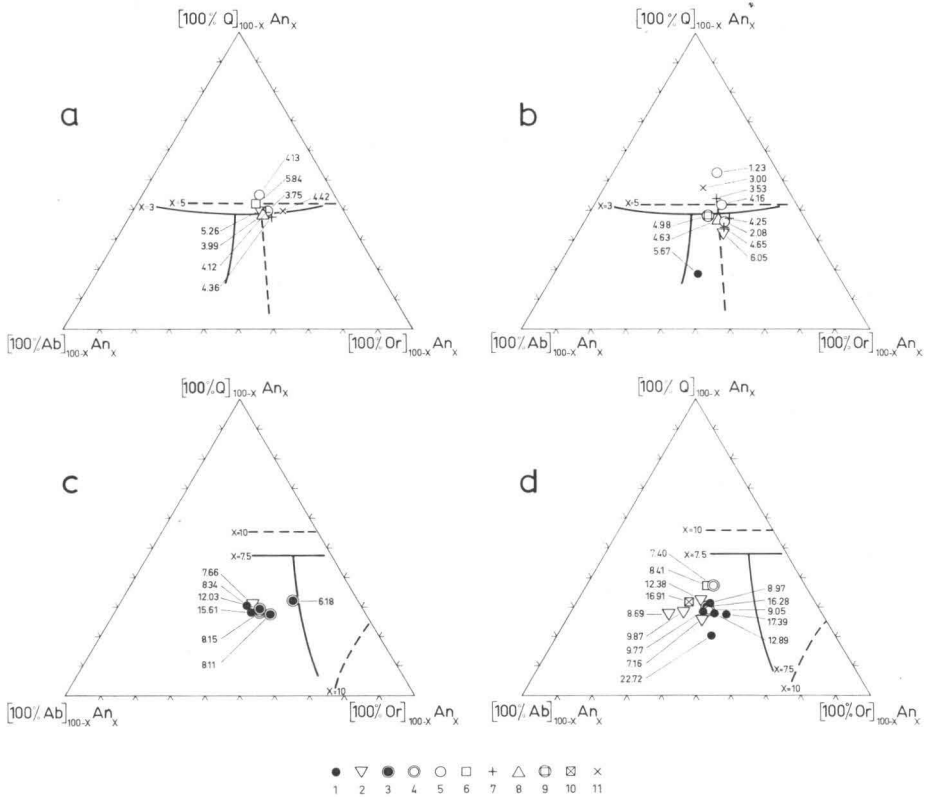 [100% Q]100-X AnX
a
4.13
5.84
3.75
4.42
X=3
X=5
5.26
3.99
4.12
4.36
[100% Ab]100-X AnX
[100% Or]100-X AnX
[100% Q]100-X AnX
b
1.23
3.00
3.53
4.16
X=3
X=5
4.98
4.25
4.63
2.08
5.67
4.65
6.05
[100% Ab]100-X AnX
[100% Or]100-X AnX
[100% Q]100-X AnX
c
X=10
X=7.5
7.66
8.34
12.03
15.61
6.18
8.15
8.11
X=10
[100% Ab]100-X AnX
[100% Or]100-X AnX
[100% Q]100-X AnX
d
X=10
7.40
X=7.5
8.41
12.38
8.97
16.91
16.28
8.69
9.05
17.39
9.87
12.89
9.77
7.16
22.72
X=7.5
X=10
[100% Ab]100-X AnX
[100% Or]100-X AnX
1 2 3 4 5 6 7 8 9 10 11